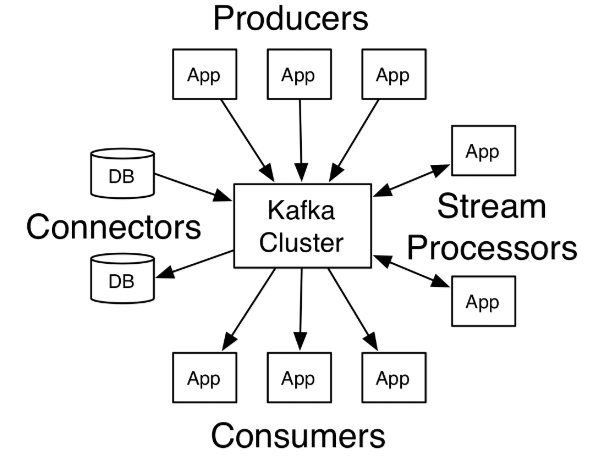 Producers
App
App
App
App
DB
Kafka
Cluster
Stream
Processors
Connectors
DB
App
App
App
App
Consumers